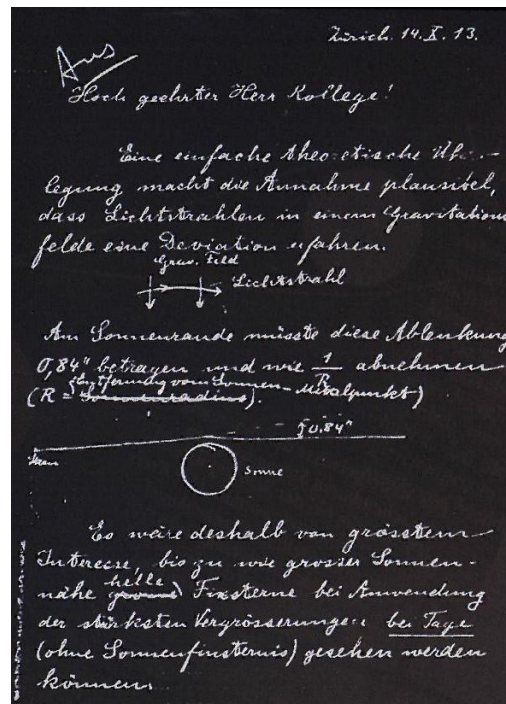 Zürich. 14. X. 13.
Hoch geehrter Herr Kollege!
Eine einfache theoretische Über-
legung macht die Annahme plausibel,
dass Lichtstrahlen in einem Gravitations
felde eine Deviation erfahren.
Grav. Feld
Lichtstrahl
Am Sonnenrande müsste diese Ablenkung
0,84" betragen und wie 1/R abnehmen
(R = Sonnenradius Entfernung vom Sonnen-Mittelpunkt).
0.84"
Stern
Sonne
Es wäre deshalb von grösstem
Interesse, bis zu wie grosser Sonnen-
nähe grosse helle Fixsterne bei Anwendung
der stärksten Vergrösserungen bei Tage
(ohne Sonnenfinsternis) gesehen werden
können.